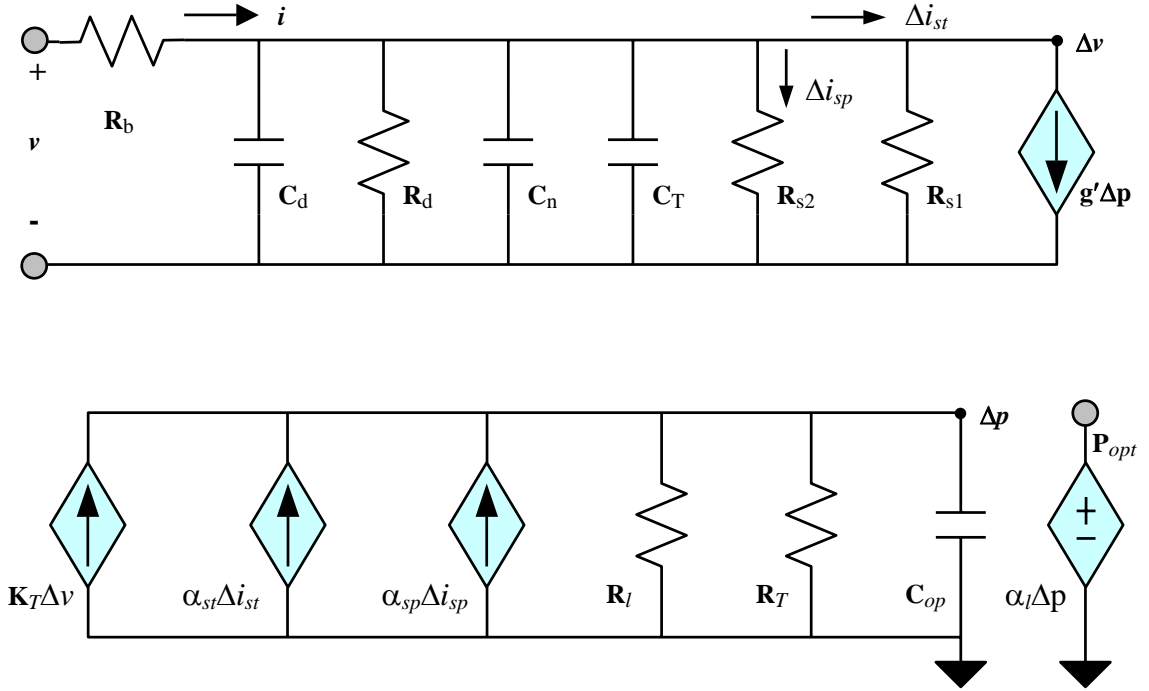 i
Δi_st
Δv
+
Δi_sp
R_b
v
C_d
R_d
C_n
C_T
R_s2
R_s1
g'Δp
-
Δp
P_opt
+
−
K_TΔv
α_stΔi_st
α_spΔi_sp
R_l
R_T
C_op
α_lΔp